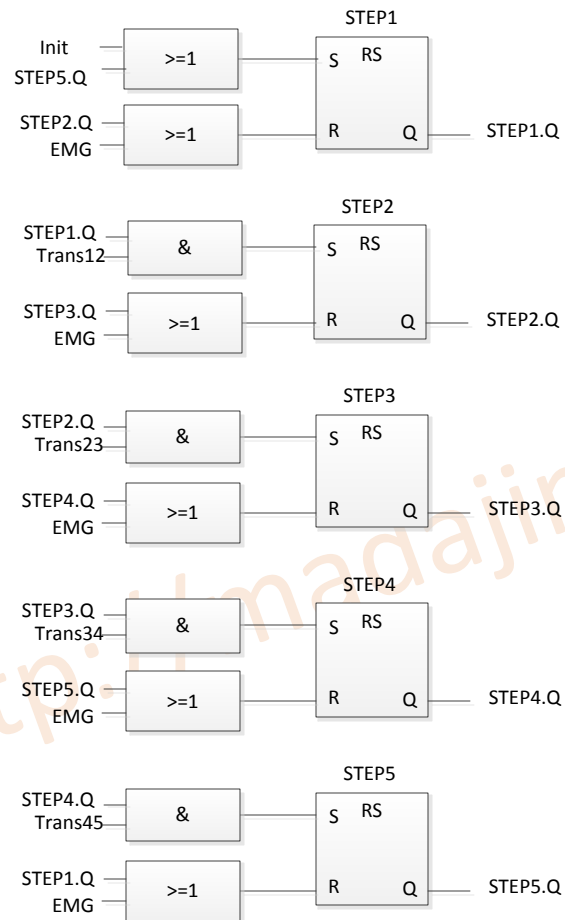 STEP1
Init
STEP5.Q
>=1
S RS
STEP2.Q
EMG
>=1
R Q STEP1.Q
STEP2
STEP1.Q
Trans12
&
S RS
STEP3.Q
EMG
>=1
R Q STEP2.Q
STEP3
STEP2.Q
Trans23
&
S RS
STEP4.Q
EMG
>=1
R Q STEP3.Q
STEP4
STEP3.Q
Trans34
&
S RS
STEP5.Q
EMG
>=1
R Q STEP4.Q
STEP5
STEP4.Q
Trans45
&
S RS
STEP1.Q
EMG
>=1
R Q STEP5.Q
tp://madajin